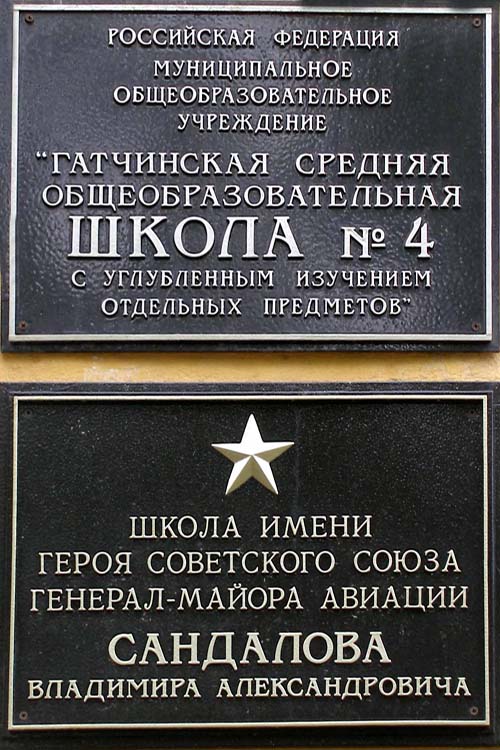 РОССИЙСКАЯ ФЕДЕРАЦИЯ
МУНИЦИПАЛЬНОЕ
ОБЩЕОБРАЗОВАТЕЛЬНОЕ
УЧРЕЖДЕНИЕ
"ГАТЧИНСКАЯ СРЕДНЯЯ
ОБЩЕОБРАЗОВАТЕЛЬНАЯ
ШКОЛА № 4
С УГЛУБЛЕННЫМ ИЗУЧЕНИЕМ
ОТДЕЛЬНЫХ ПРЕДМЕТОВ"
ШКОЛА ИМЕНИ
ГЕРОЯ СОВЕТСКОГО СОЮЗА
ГЕНЕРАЛ-МАЙОРА АВИАЦИИ
САНДАЛОВА
ВЛАДИМИРА АЛЕКСАНДРОВИЧА